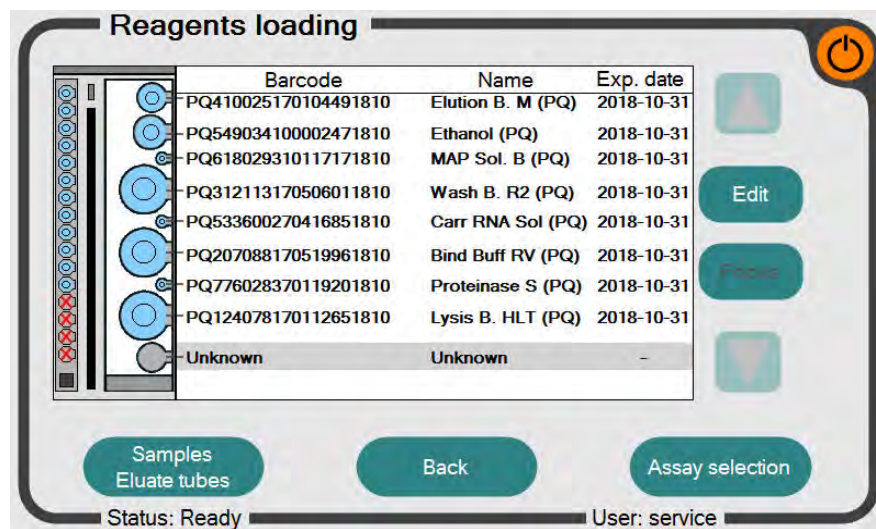 Reagents loading
Barcode Name Exp. date
PQ410025170104491810 Elution B. M (PQ) 2018-10-31
PQ549034100002471810 Ethanol (PQ) 2018-10-31
PQ618029310117171810 MAP Sol. B (PQ) 2018-10-31
PQ312113170506011810 Wash B. R2 (PQ) 2018-10-31
PQ533600270416851810 Carr RNA Sol (PQ) 2018-10-31
PQ207088170519961810 Bind Buff RV (PQ) 2018-10-31
PQ776028370119201810 Proteinase S (PQ) 2018-10-31
PQ124078170112651810 Lysis B. HLT (PQ) 2018-10-31
Unknown Unknown -
Edit
Samples
Eluate tubes
Back
Assay selection
Status: Ready
User: service